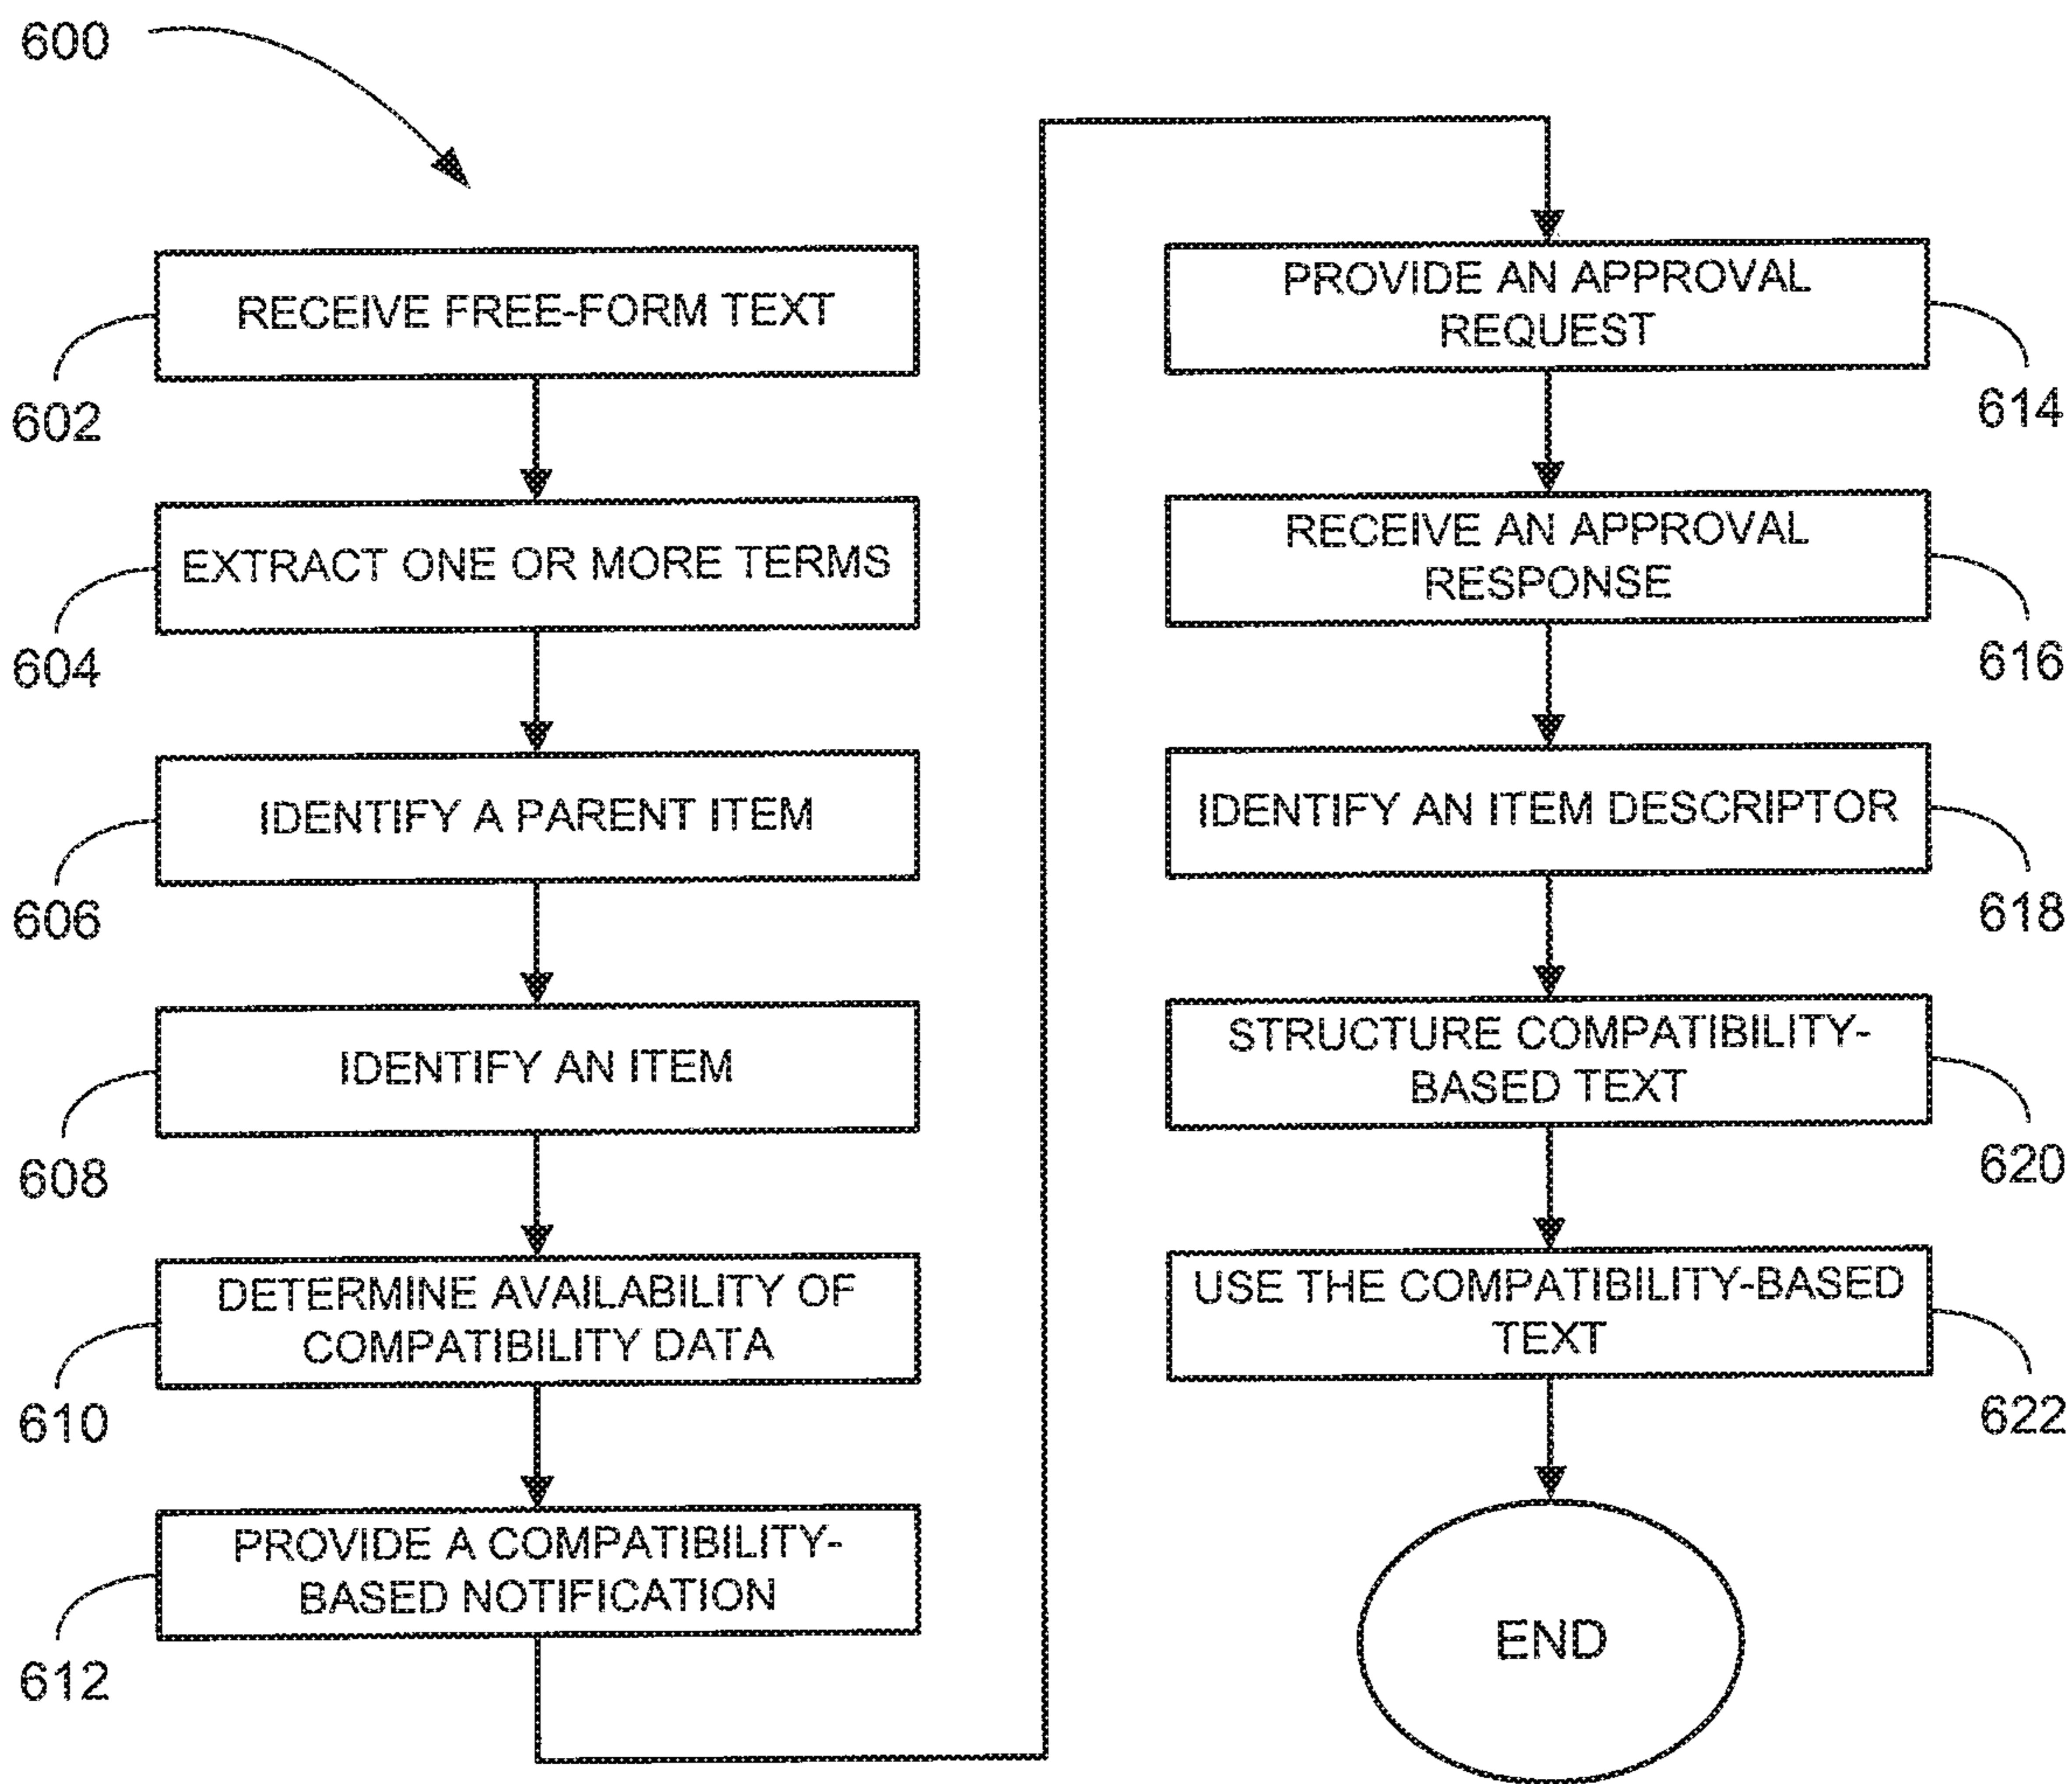 600
RECEIVE FREE-FORM TEXT
602
EXTRACT ONE OR MORE TERMS
604
IDENTIFY A PARENT ITEM
606
IDENTIFY AN ITEM
608
DETERMINE AVAILABILITY OF
COMPATIBILITY DATA
610
PROVIDE A COMPATIBILITY-
BASED NOTIFICATION
612
PROVIDE AN APPROVAL
REQUEST
614
RECEIVE AN APPROVAL
RESPONSE
616
IDENTIFY AN ITEM DESCRIPTOR
618
STRUCTURE COMPATIBILITY-
BASED TEXT
620
USE THE COMPATIBILITY-BASED
TEXT
622
END